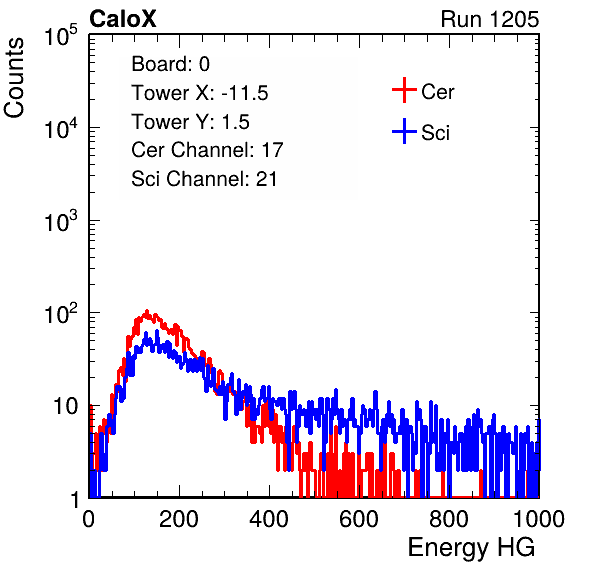 CaloX Run 1205
Counts
10^5
10^4
10^3
10^2
10
1
Board: 0
Tower X: -11.5
Tower Y: 1.5
Cer Channel: 17
Sci Channel: 21
Cer
Sci
0 200 400 600 800 1000
Energy HG